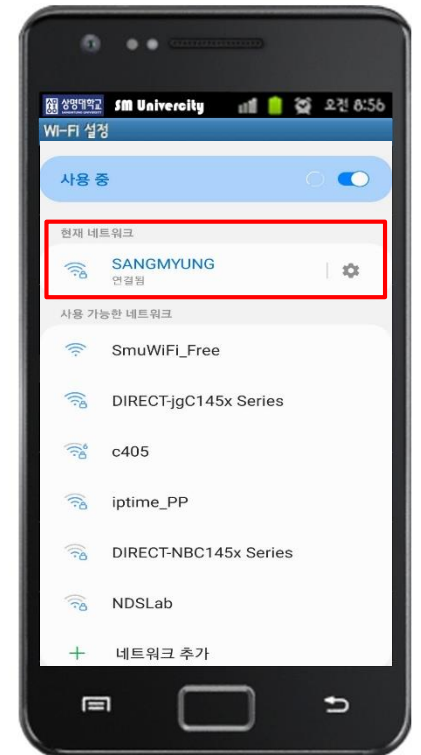 상명대학교 SM Univercity 오전 8:56
Wi-Fi 설정
사용 중
현재 네트워크
SANGMYUNG
연결됨
사용 가능한 네트워크
SmuWiFi_Free
DIRECT-jgC145x Series
c405
iptime_PP
DIRECT-NBC145x Series
NDSLab
네트워크 추가